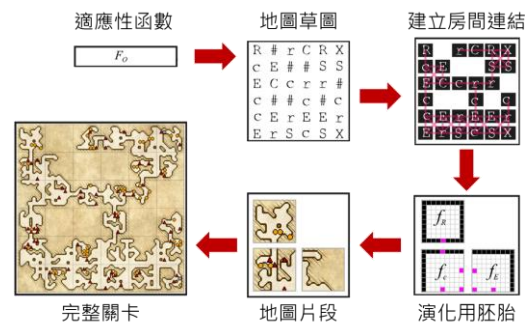 適應性函數
地圖草圖
建立房間連結
F_O
R # r C R X
c E # # S S
E C c r r #
c # # c # c
c E r E c r
E r S c S X
R r C R X
c E S S
E C c r r
c c c
E r S c S X
f_R
f_c f_E
完整關卡
地圖片段
演化用胚胎